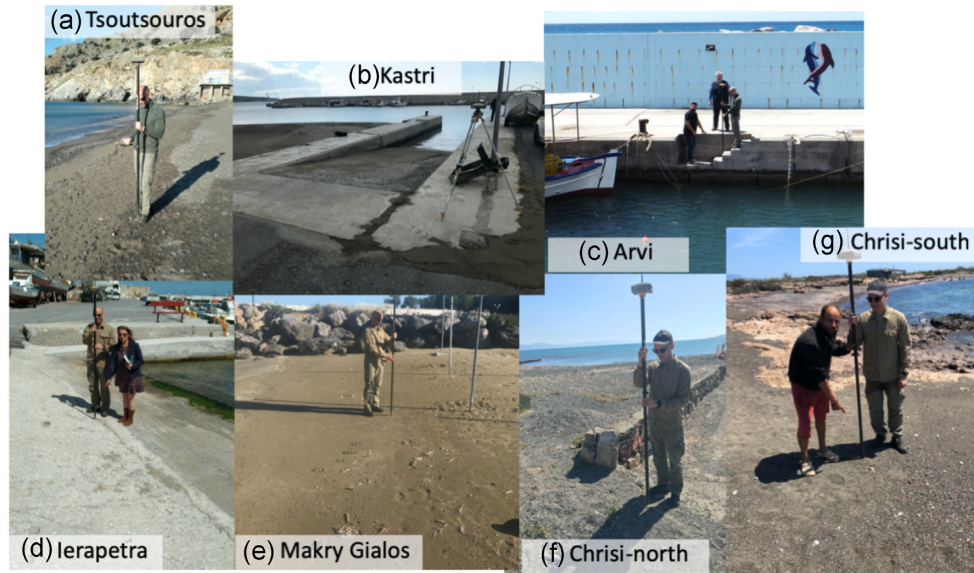 (a) Tsoutsouros
(b) Kastri
(c) Arvi
(g) Chrisi-south
(d) Ierapetra
(e) Makry Gialos
(f) Chrisi-north